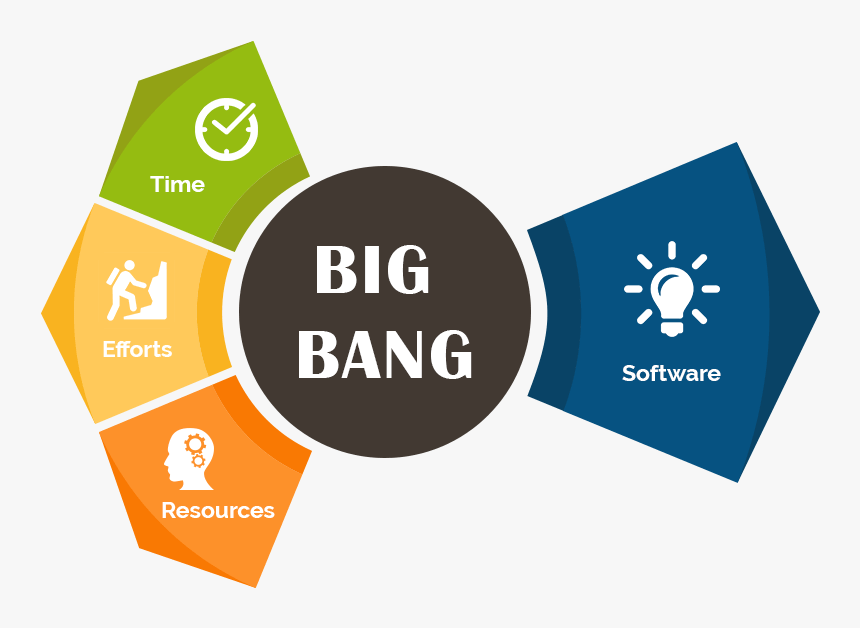 Time
Efforts
Resources
BIG
BANG
Software